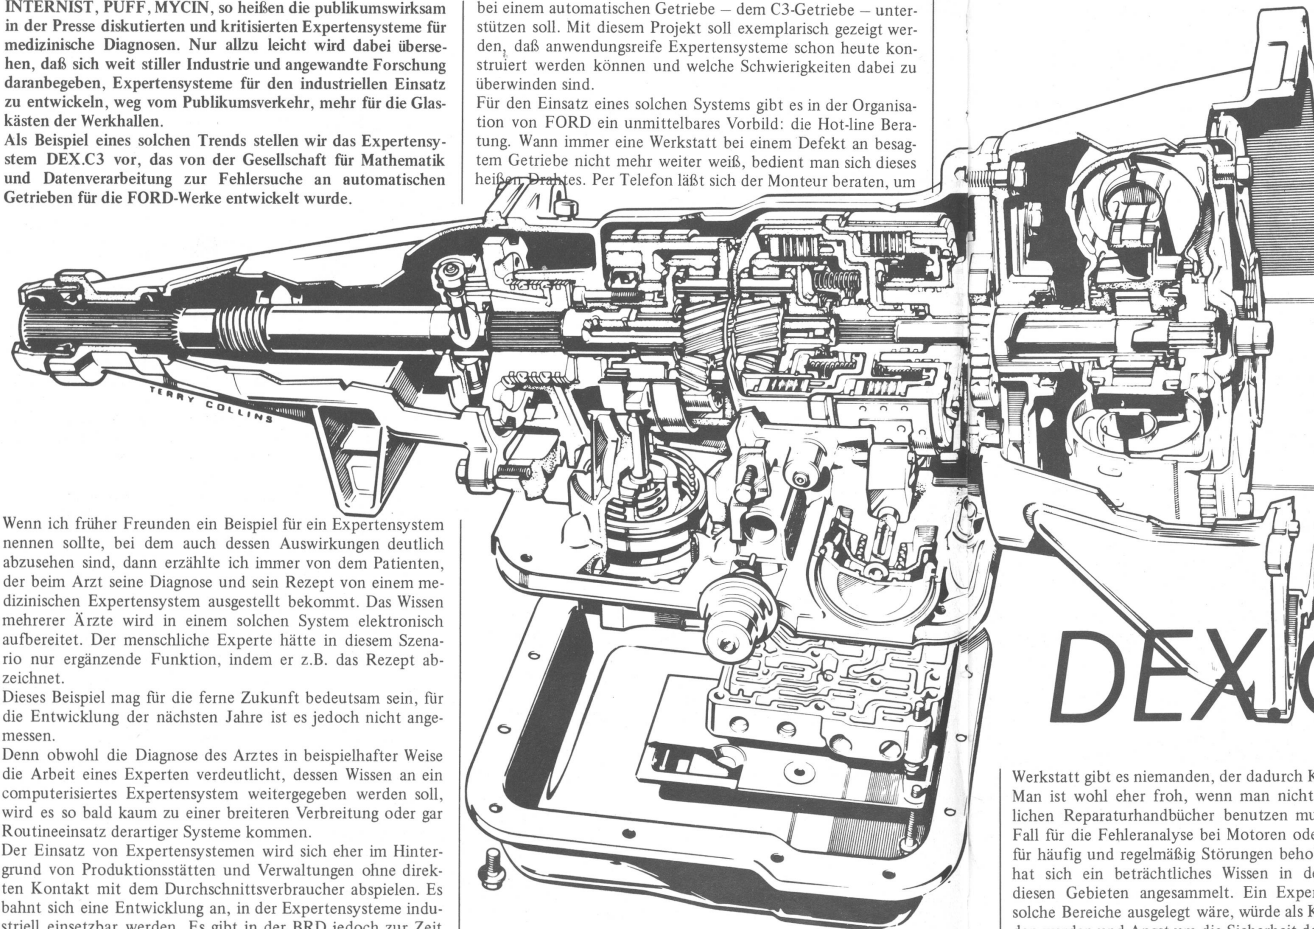 INTERNIST, PUFF, MYCIN, so heißen die publikumswirksam
in der Presse diskutierten und kritisierten Expertensysteme für
medizinische Diagnosen. Nur allzu leicht wird dabei überse-
hen, daß sich weit stiller Industrie und angewandte Forschung
daranbegeben, Expertensysteme für den industriellen Einsatz
zu entwickeln, weg vom Publikumsverkehr, mehr für die Glas-
kästen der Werkhallen.
Als Beispiel eines solchen Trends stellen wir das Expertensy-
stem DEX.C3 vor, das von der Gesellschaft für Mathematik
und Datenverarbeitung zur Fehlersuche an automatischen
Getrieben für die FORD-Werke entwickelt wurde.
TERRY COLLINS
Wenn ich früher Freunden ein Beispiel für ein Expertensystem
nennen sollte, bei dem auch dessen Auswirkungen deutlich
abzusehen sind, dann erzählte ich immer von dem Patienten,
der beim Arzt seine Diagnose und sein Rezept von einem me-
dizinischen Expertensystem ausgestellt bekommt. Das Wissen
mehrerer Ärzte wird in einem solchen System elektronisch
aufbereitet. Der menschliche Experte hätte in diesem Szena-
rio nur ergänzende Funktion, indem er z.B. das Rezept ab-
zeichnet.
Dieses Beispiel mag für die ferne Zukunft bedeutsam sein, für
die Entwicklung der nächsten Jahre ist es jedoch nicht ange-
messen.
Denn obwohl die Diagnose des Arztes in beispielhafter Weise
die Arbeit eines Experten verdeutlicht, dessen Wissen an ein
computerisiertes Expertensystem weitergegeben werden soll,
wird es so bald kaum zu einer breiteren Verbreitung oder gar
Routineeinsatz derartiger Systeme kommen.
Der Einsatz von Expertensystemen wird sich eher im Hinter-
grund von Produktionsstätten und Verwaltungen ohne direk-
ten Kontakt mit dem Durchschnittsverbraucher abspielen. Es
bahnt sich eine Entwicklung an, in der Expertensysteme indu-
striell einsetzbar werden. Es gibt in der BRD jedoch zur Zeit
bei einem automatischen Getriebe – dem C3-Getriebe – unter-
stützen soll. Mit diesem Projekt soll exemplarisch gezeigt wer-
den, daß anwendungsreife Expertensysteme schon heute kon-
struiert werden können und welche Schwierigkeiten dabei zu
überwinden sind.
Für den Einsatz eines solchen Systems gibt es in der Organisa-
tion von FORD ein unmittelbares Vorbild: die Hot-line Bera-
tung. Wann immer eine Werkstatt bei einem Defekt an besag-
tem Getriebe nicht mehr weiter weiß, bedient man sich dieses
heißen Drahtes. Per Telefon läßt sich der Monteur beraten, um
DEX
Werkstatt gibt es niemanden, der dadurch K
Man ist wohl eher froh, wenn man nicht
lichen Reparaturhandbücher benutzen mu
Fall für die Fehleranalyse bei Motoren ode
für häufig und regelmäßig Störungen beho
hat sich ein beträchtliches Wissen in de
diesen Gebieten angesammelt. Ein Exper
solche Bereiche ausgelegt wäre, würde als K